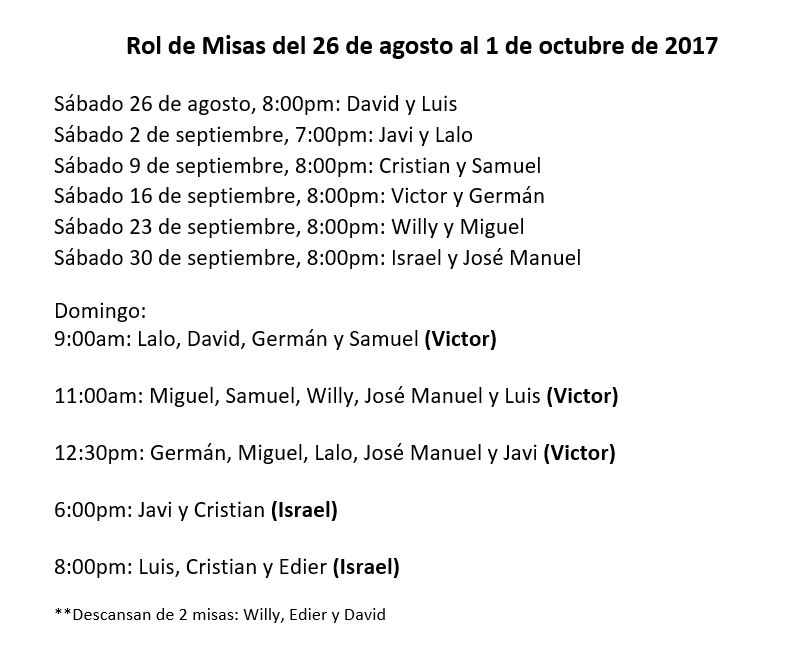 Rol de Misas del 26 de agosto al 1 de octubre de 2017
Sábado 26 de agosto, 8:00pm: David y Luis
Sábado 2 de septiembre, 7:00pm: Javi y Lalo
Sábado 9 de septiembre, 8:00pm: Cristian y Samuel
Sábado 16 de septiembre, 8:00pm: Victor y Germán
Sábado 23 de septiembre, 8:00pm: Willy y Miguel
Sábado 30 de septiembre, 8:00pm: Israel y José Manuel
Domingo:
9:00am: Lalo, David, Germán y Samuel (Victor)
11:00am: Miguel, Samuel, Willy, José Manuel y Luis (Victor)
12:30pm: Germán, Miguel, Lalo, José Manuel y Javi (Victor)
6:00pm: Javi y Cristian (Israel)
8:00pm: Luis, Cristian y Edier (Israel)
**Descansan de 2 misas: Willy, Edier y David